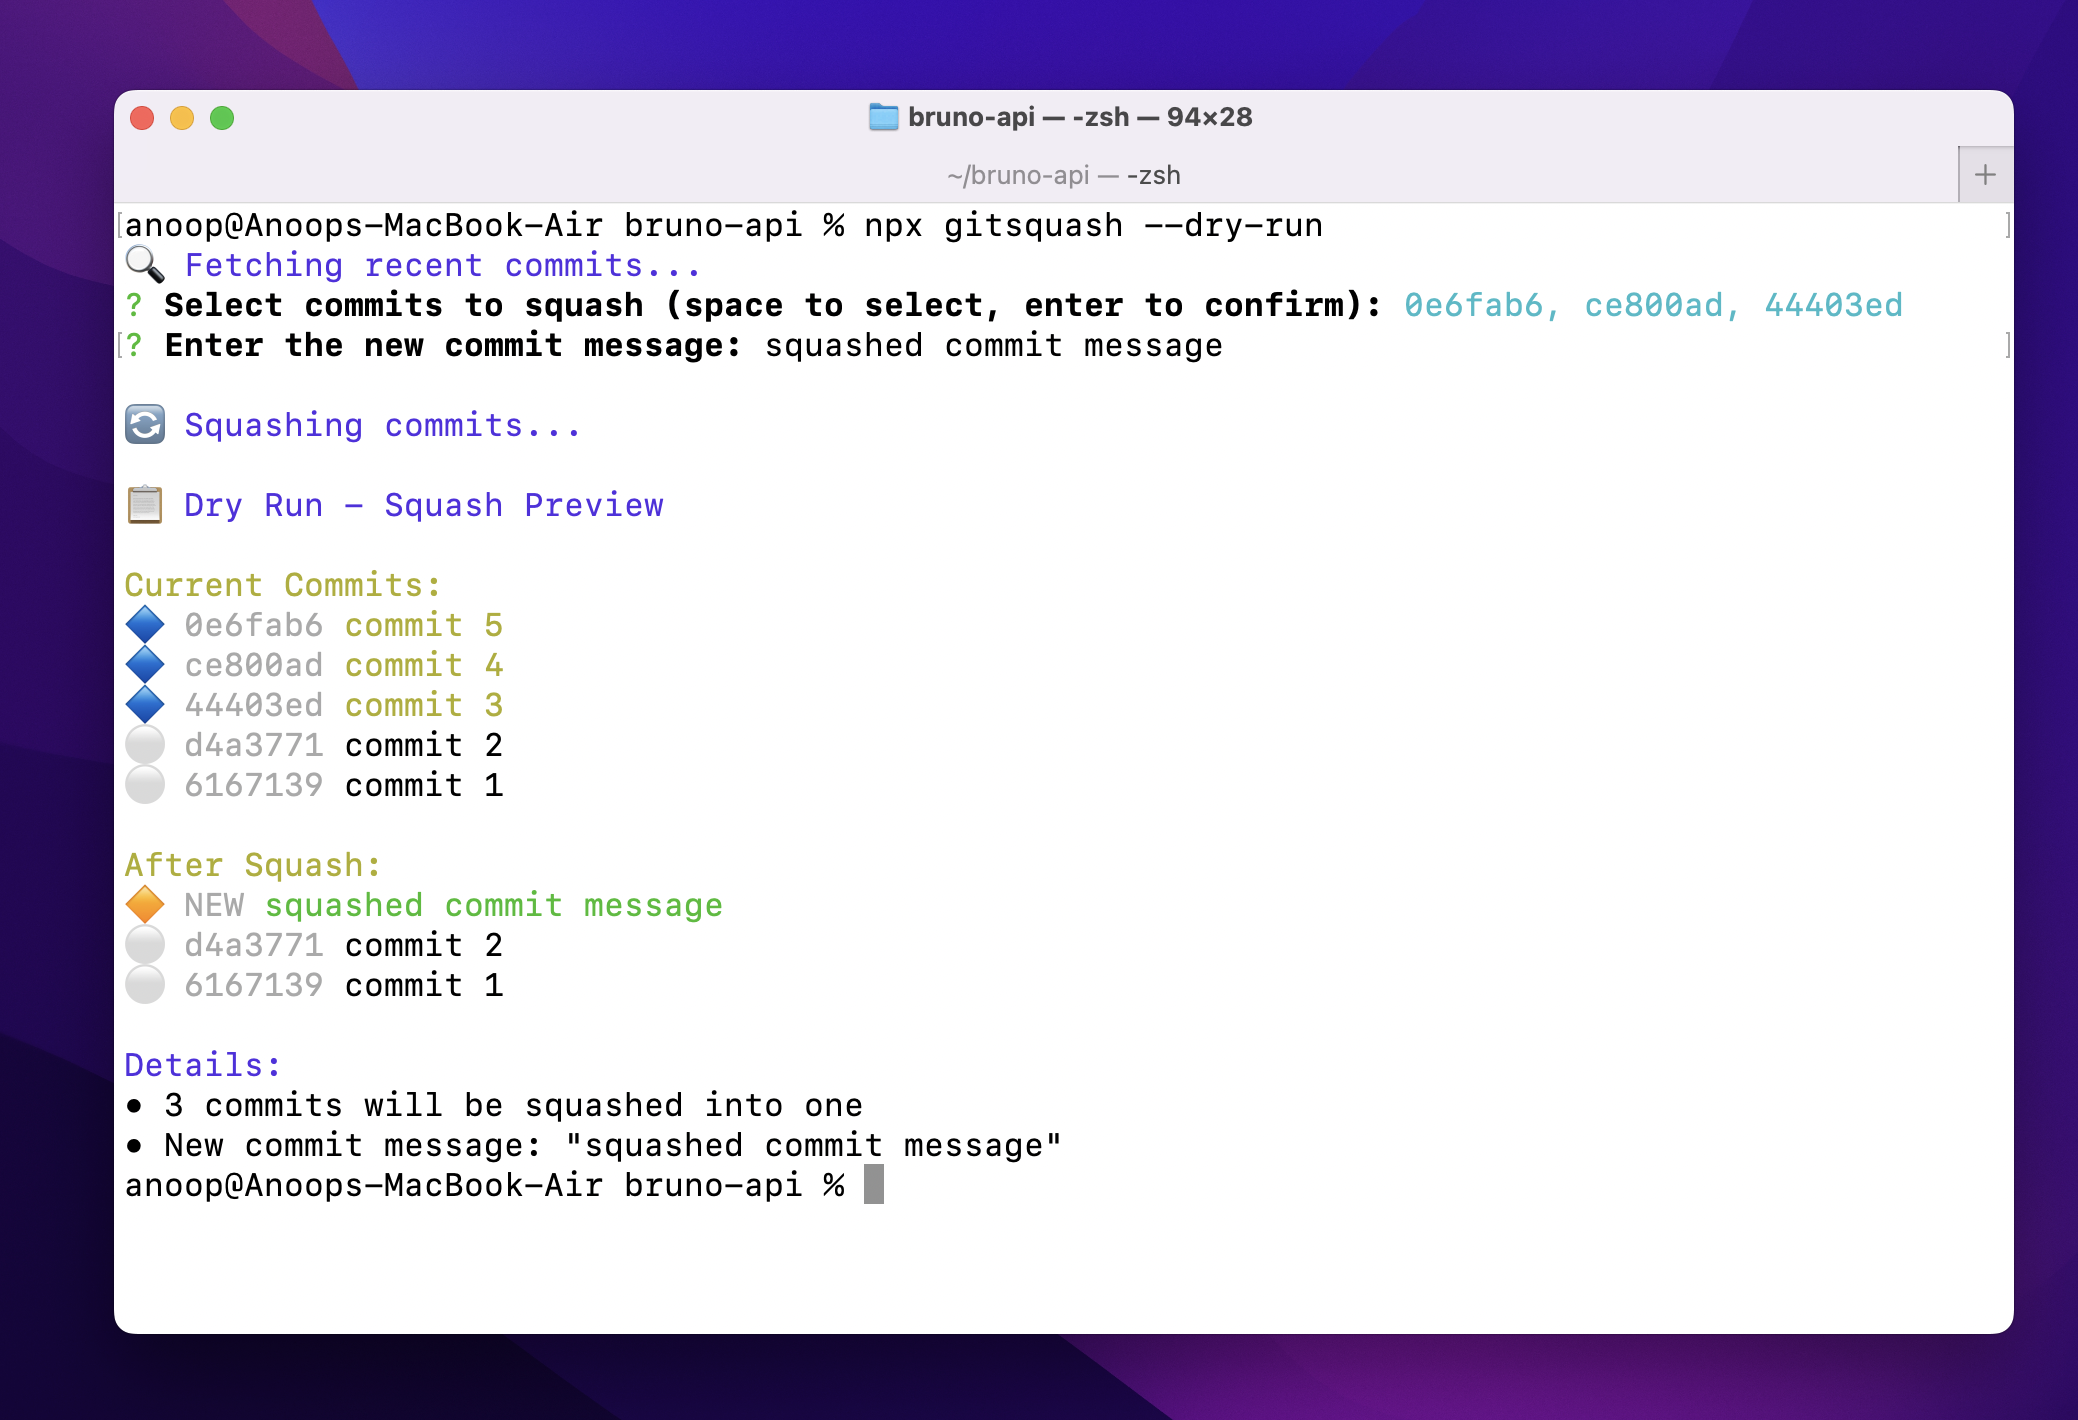 bruno-api — -zsh — 94×28
~/bruno-api — -zsh
anoop@Anoops-MacBook-Air bruno-api % npx gitsquash --dry-run
🔍 Fetching recent commits...
? Select commits to squash (space to select, enter to confirm): 0e6fab6, ce800ad, 44403ed
? Enter the new commit message: squashed commit message
🔄 Squashing commits...
📋 Dry Run - Squash Preview
Current Commits:
🔷 0e6fab6 commit 5
🔷 ce800ad commit 4
🔷 44403ed commit 3
⚪ d4a3771 commit 2
⚪ 6167139 commit 1
After Squash:
🔶 NEW squashed commit message
⚪ d4a3771 commit 2
⚪ 6167139 commit 1
Details:
• 3 commits will be squashed into one
• New commit message: "squashed commit message"
anoop@Anoops-MacBook-Air bruno-api %